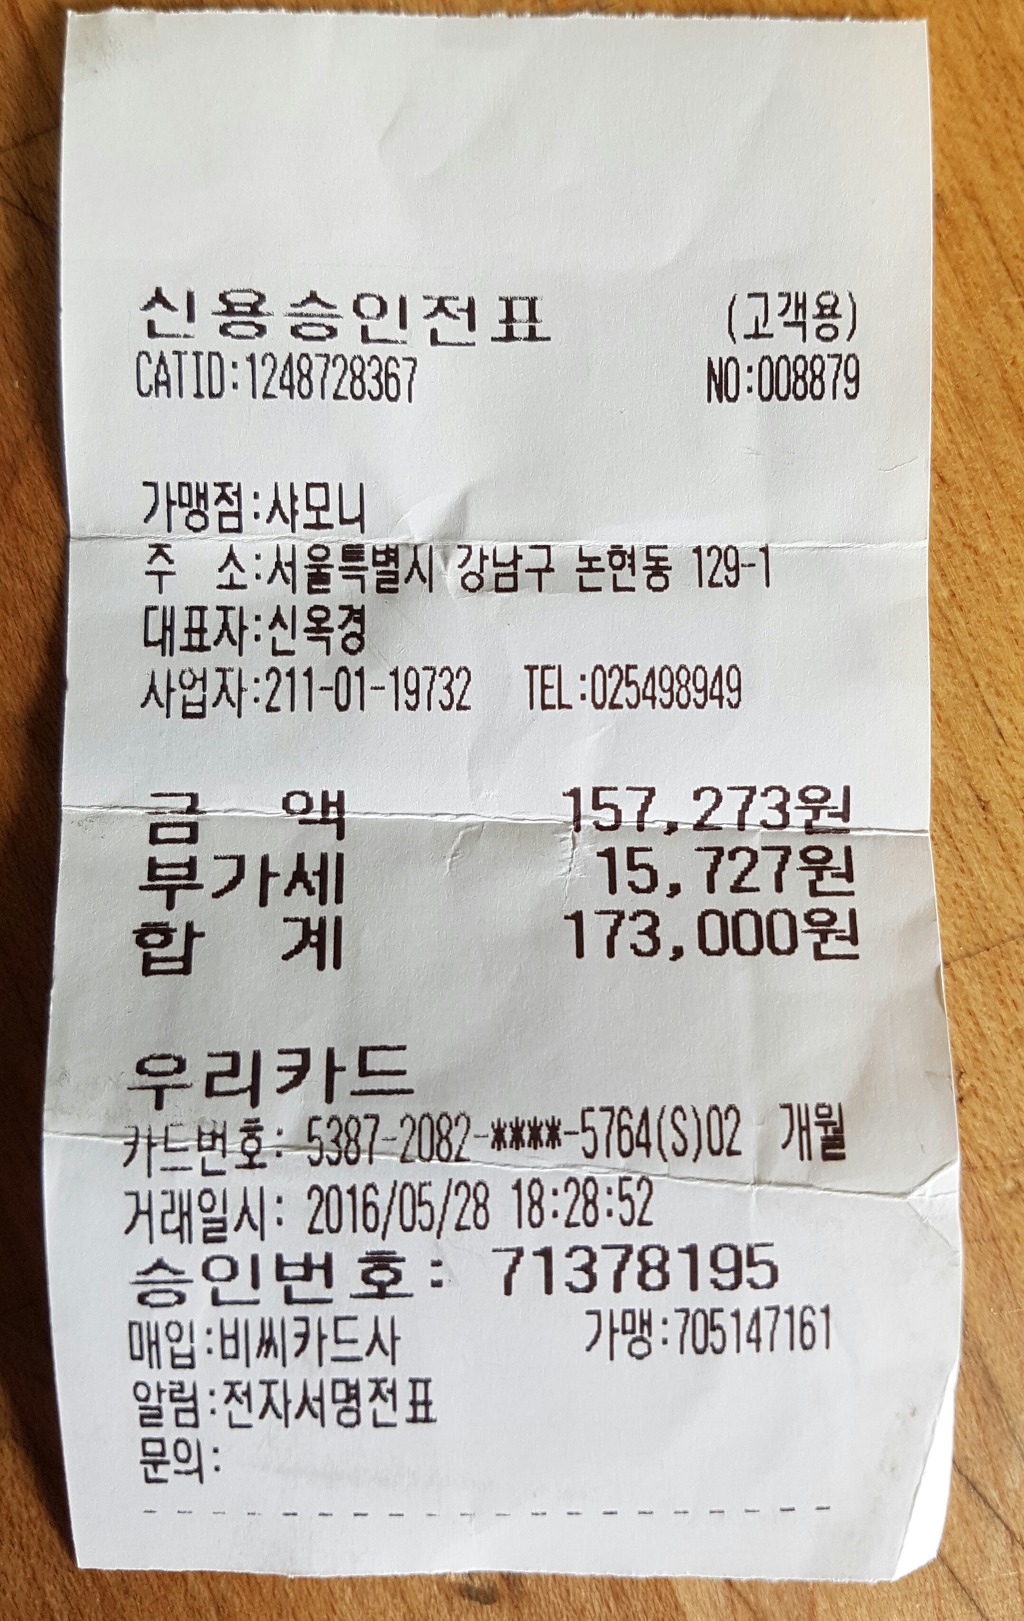 신용승인전표 (고객용)
CATID:1248728367 NO:008879
가맹점:샤모니
주 소:서울특별시 강남구 논현동 129-1
대표자:신옥경
사업자:211-01-19732 TEL:025498949
금 액 157,273원
부가세 15,727원
합 계 173,000원
우리카드
카드번호: 5387-2082-****-5764(S)02 개월
거래일시: 2016/05/28 18:28:52
승인번호: 71378195
매입:비씨카드사 가맹:705147161
알림:전자서명전표
문의: